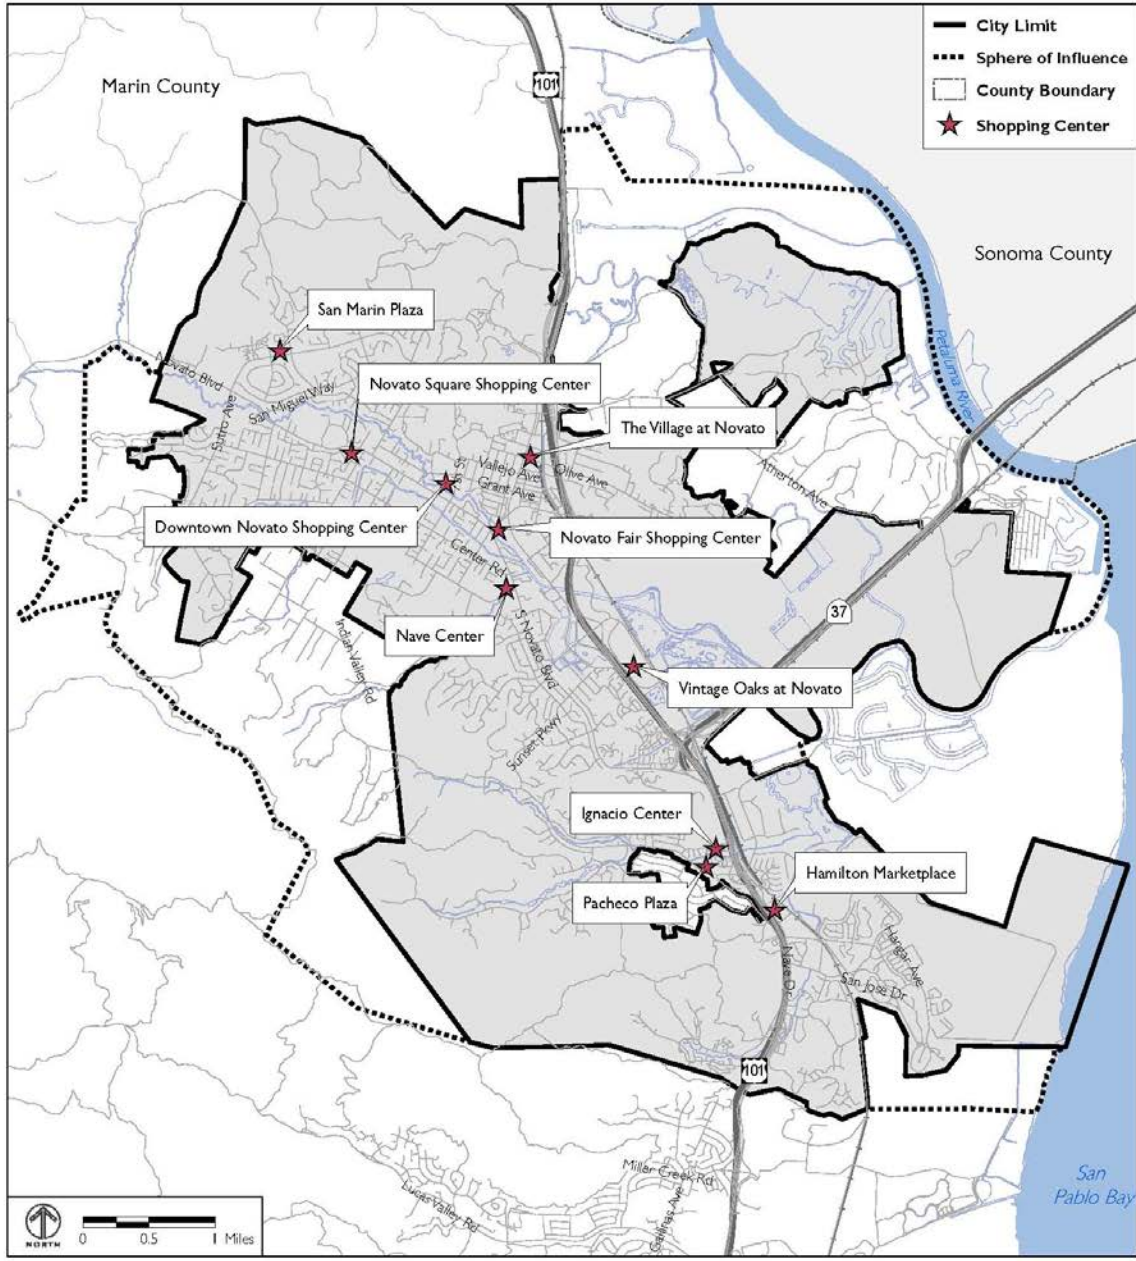 City Limit
Sphere of Influence
County Boundary
Shopping Center
Marin County
101
Sonoma County
San Marin Plaza
Petaluma River
Novato Blvd
San Miguel Way
Novato Square Shopping Center
Sutro Ave
The Village at Novato
Vallejo Ave
Olive Ave
Grant Ave
Atherton Ave
Downtown Novato Shopping Center
Novato Fair Shopping Center
Center Rd
37
Nave Center
S Novato Blvd
Indian Valley Rd
Vintage Oaks at Novato
Sunset Pkwy
Ignacio Center
Hamilton Marketplace
Pacheco Plaza
Hangar Ave
Nave Dr
San Jose Dr
101
Miller Creek Rd
Lucas Valley Rd
Gallinas Ave
San
Pablo Bay
NORTH
0 0.5 1 Miles